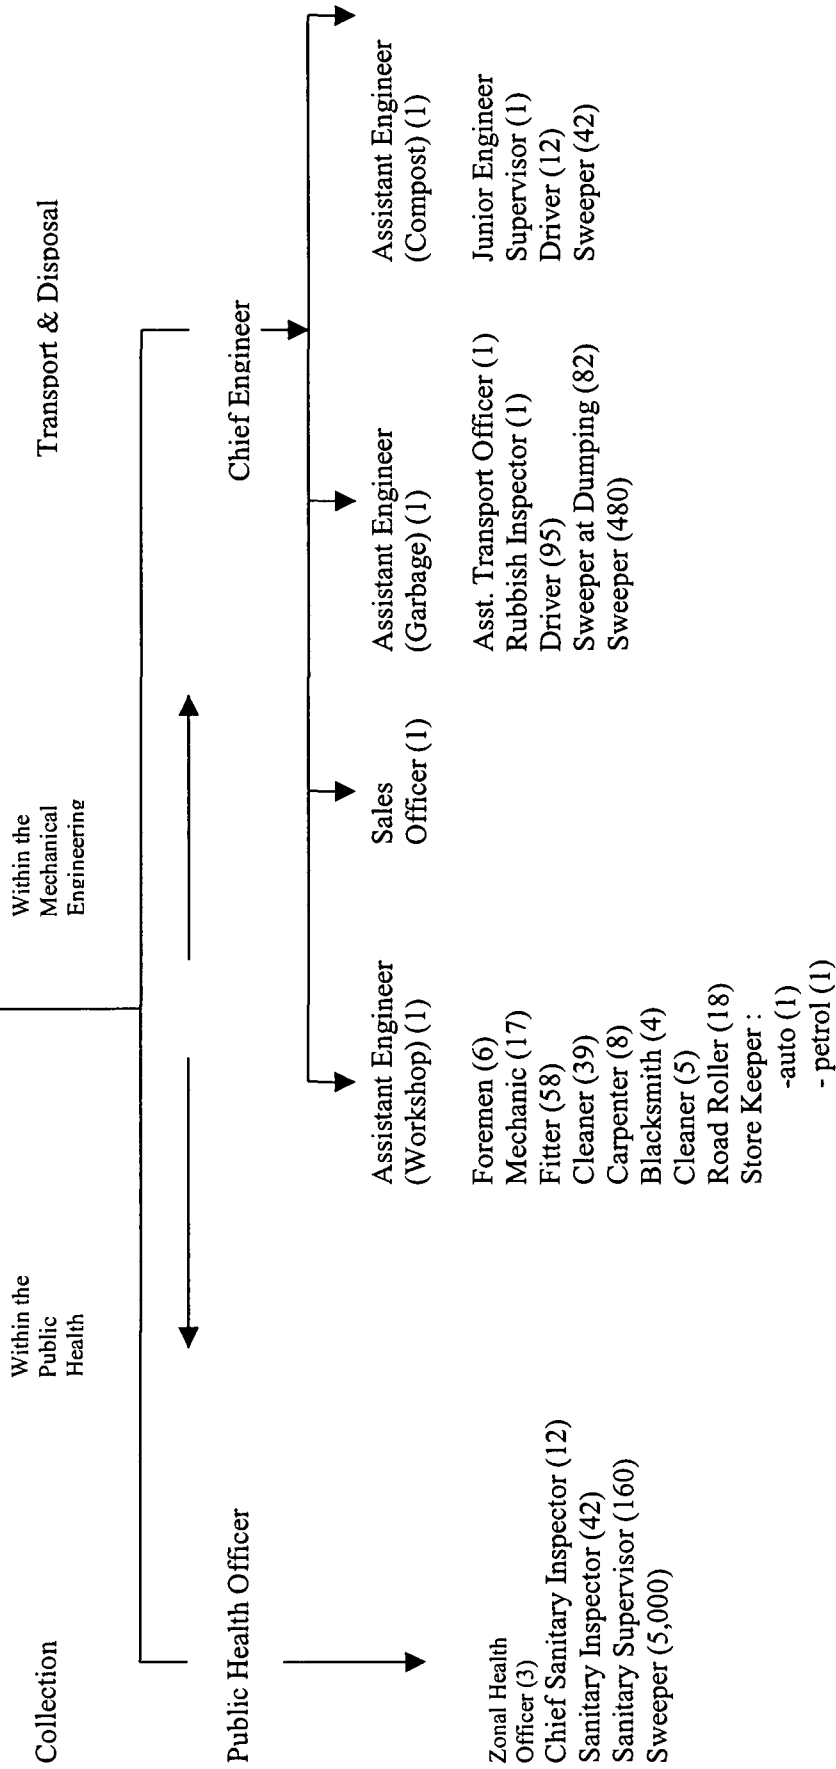 Collection
Within the
Public
Health
Within the
Mechanical
Engineering
Transport & Disposal
Public Health Officer
Chief Engineer
Zonal Health
Officer (3)
Chief Sanitary Inspector (12)
Sanitary Inspector (42)
Sanitary Supervisor (160)
Sweeper (5,000)
Assistant Engineer
(Workshop) (1)
Foremen (6)
Mechanic (17)
Fitter (58)
Cleaner (39)
Carpenter (8)
Blacksmith (4)
Cleaner (5)
Road Roller (18)
Store Keeper :
-auto (1)
- petrol (1)
Sales
Officer (1)
Assistant Engineer
(Garbage) (1)
Asst. Transport Officer (1)
Rubbish Inspector (1)
Driver (95)
Sweeper at Dumping (82)
Sweeper (480)
Assistant Engineer
(Compost) (1)
Junior Engineer
Supervisor (1)
Driver (12)
Sweeper (42)